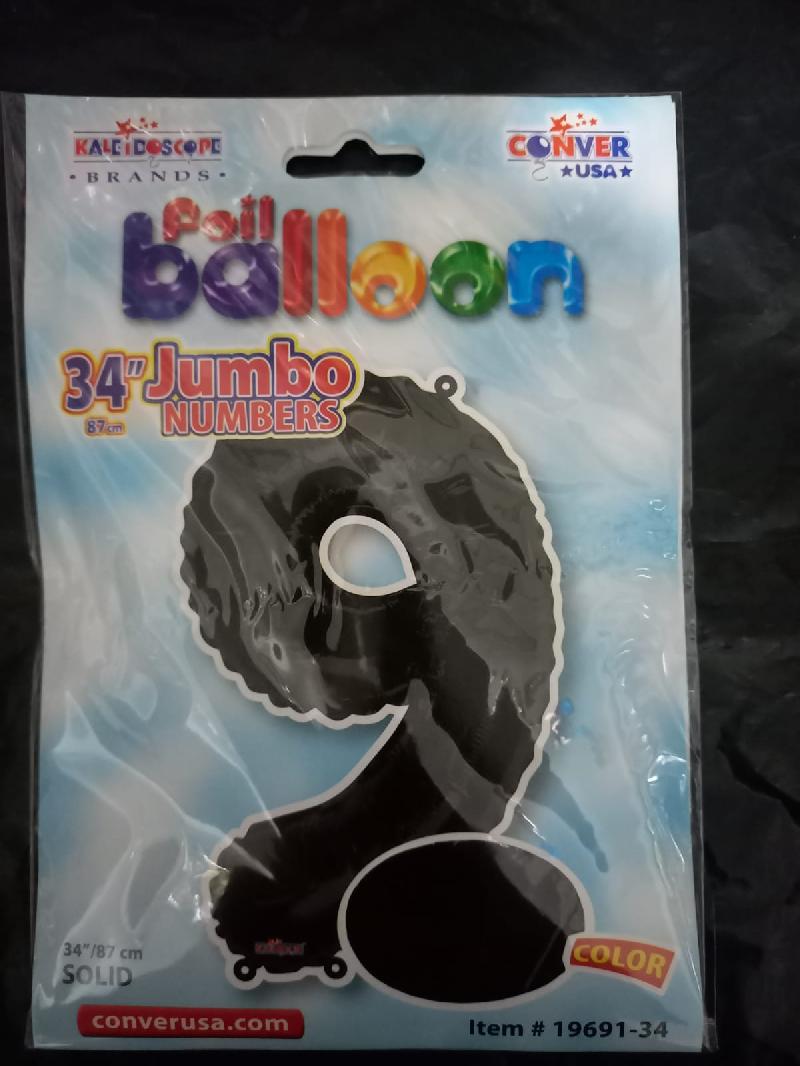 KALEIDOSCOPE
• BRANDS •
CONVER
★USA★
Foil
balloon
34" Jumbo
87cm NUMBERS
9
COLOR
34"/87 cm
SOLID
converusa.com
Item # 19691-34